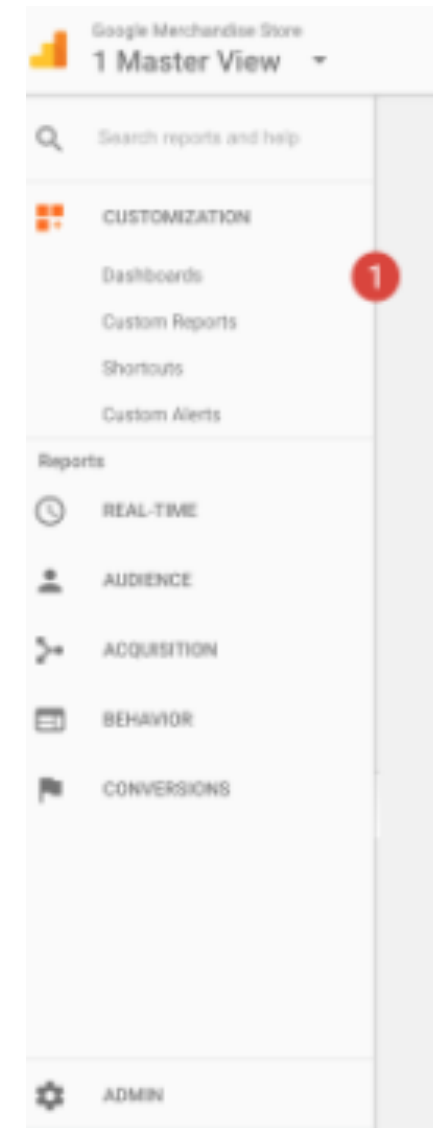 Google Merchandise Store
1 Master View
Search reports and help
CUSTOMIZATION
Dashboards
1
Custom Reports
Shortcuts
Custom Alerts
Reports
REAL-TIME
AUDIENCE
ACQUISITION
BEHAVIOR
CONVERSIONS
ADMIN